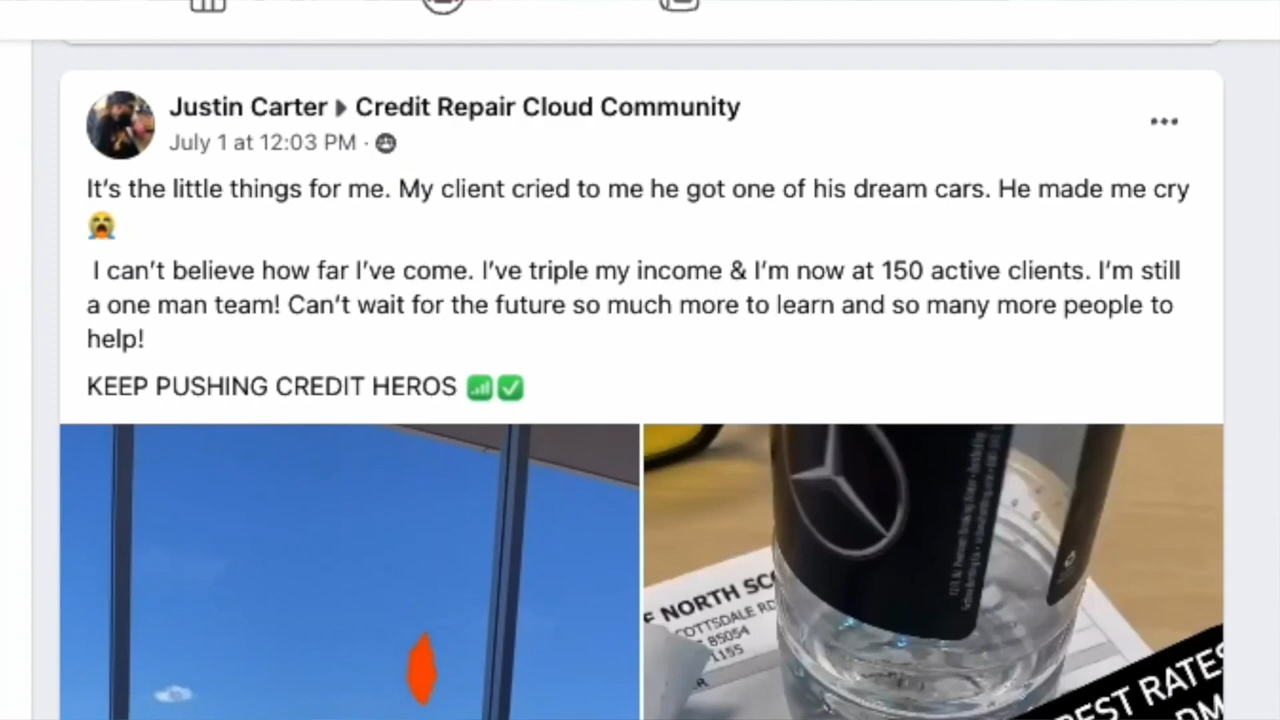 Justin Carter ▸ Credit Repair Cloud Community
July 1 at 12:03 PM ·
It's the little things for me. My client cried to me he got one of his dream cars. He made me cry
😭
I can't believe how far I've come. I've triple my income & I'm now at 150 active clients. I'm still
a one man team! Can't wait for the future so much more to learn and so many more people to
help!
KEEP PUSHING CREDIT HEROS 📶✅
NORTH
SCOTTSDALE RD
85054
1155
RATES